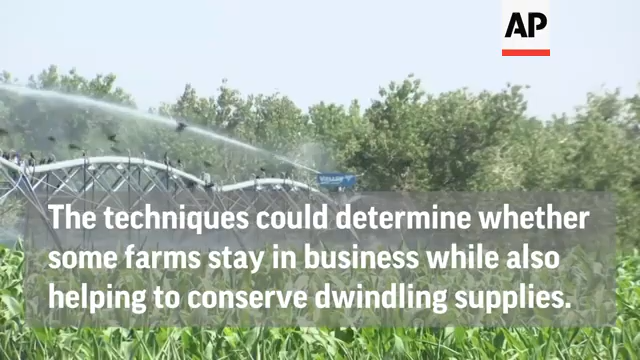 AP
The techniques could determine whether
some farms stay in business while also
helping to conserve dwindling supplies.